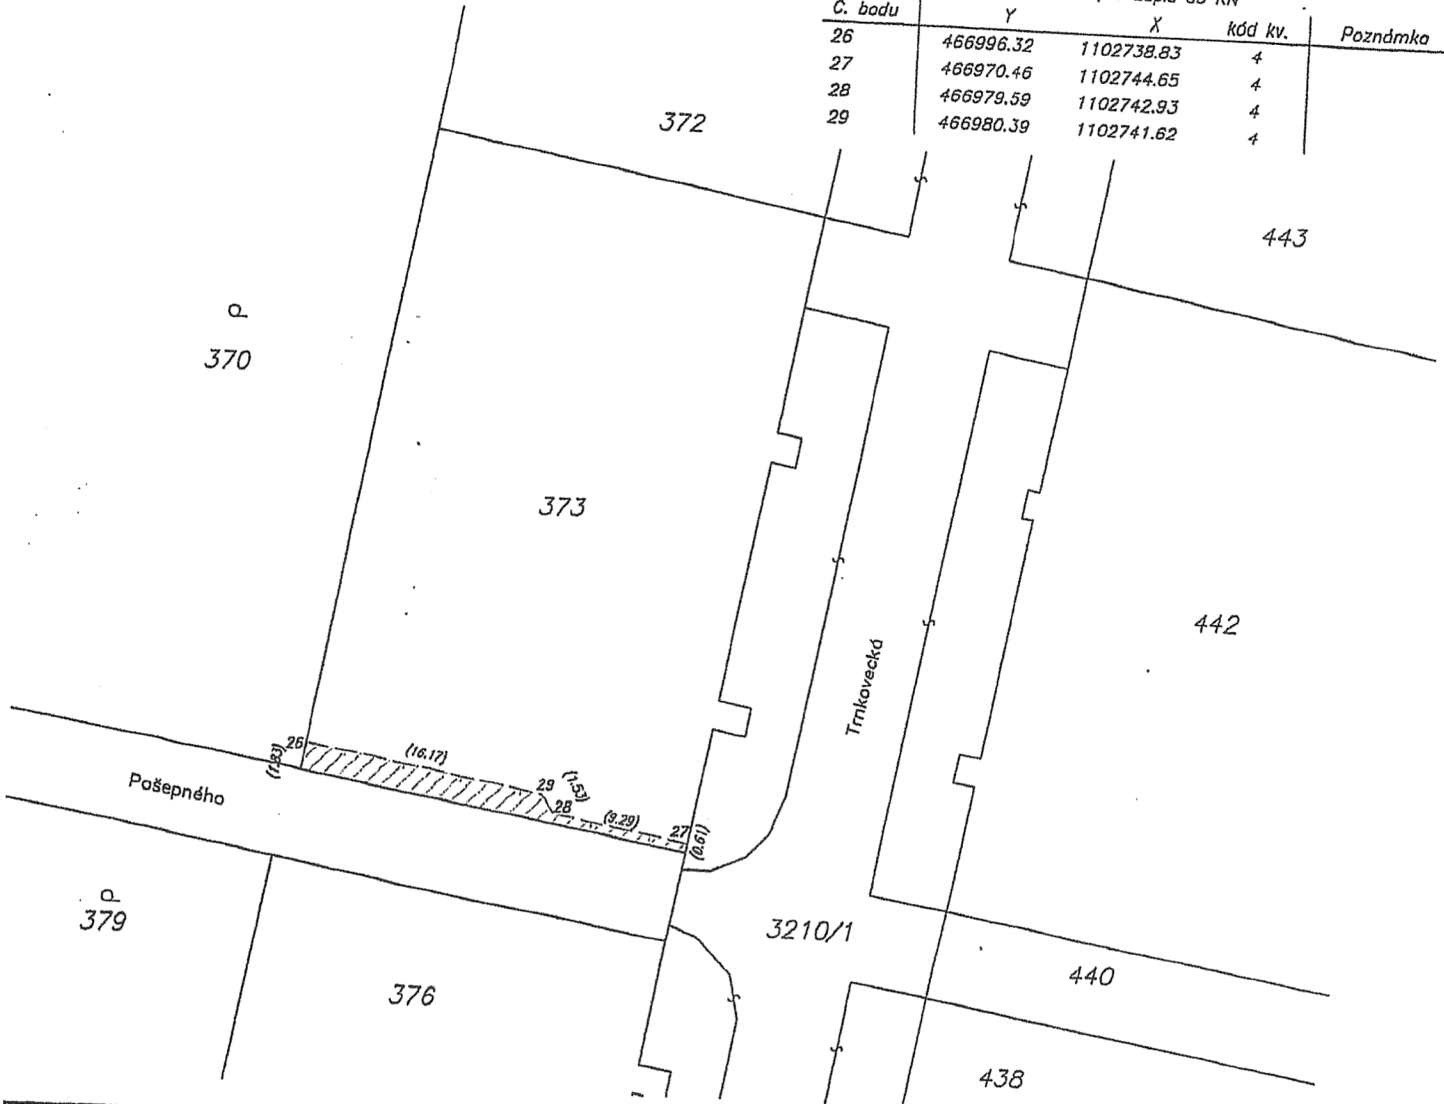 Č. bodu Y X kód kv. Poznámka
26 466996.32 1102738.83 4
27 466970.46 1102744.65 4
28 466979.59 1102742.93 4
29 466980.39 1102741.62 4
372
443
370
373
442
Trnkovecká
26
(1.83)
(16.17)
29
(1.53)
28
(9.29)
27
(0.61)
Pošepného
379
3210/1
440
376
438